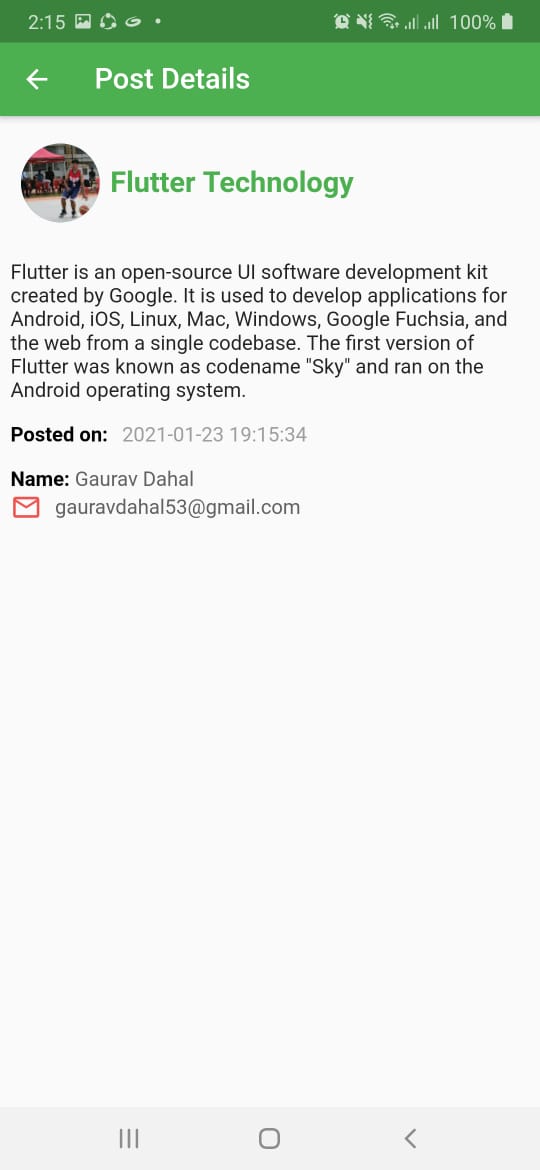 2:15
100%
Post Details
Flutter Technology
Flutter is an open-source UI software development kit
created by Google. It is used to develop applications for
Android, iOS, Linux, Mac, Windows, Google Fuchsia, and
the web from a single codebase. The first version of
Flutter was known as codename "Sky" and ran on the
Android operating system.
Posted on: 2021-01-23 19:15:34
Name: Gaurav Dahal
gauravdahal53@gmail.com